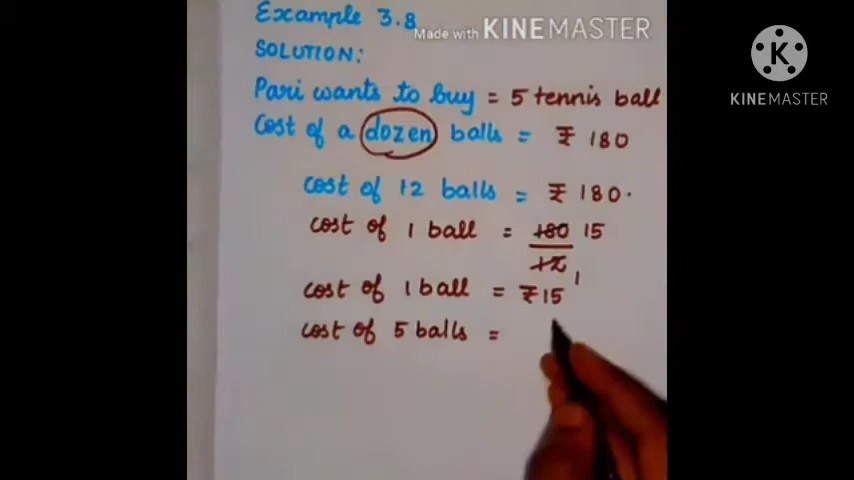 Example 3.8
Made with KINEMASTER
SOLUTION:
KINEMASTER
Pari wants to buy = 5 tennis ball
Cost of a dozen balls = ₹ 180
cost of 12 balls = ₹ 180.
cost of 1 ball = 180 15
12 1
cost of 1 ball = ₹ 15
cost of 5 balls =